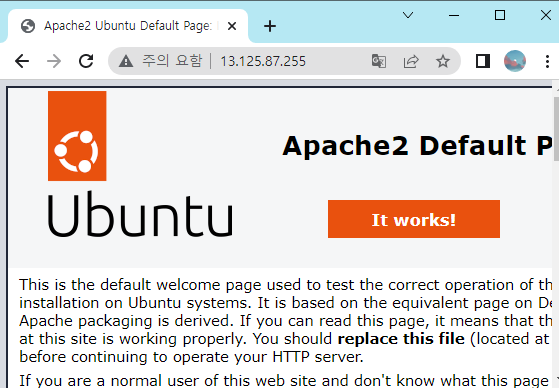 Apache2 Ubuntu Default Page:
주의 요함 | 13.125.87.255
Apache2 Default P
Ubuntu
It works!
This is the default welcome page used to test the correct operation of th
installation on Ubuntu systems. It is based on the equivalent page on De
Apache packaging is derived. If you can read this page, it means that th
at this site is working properly. You should replace this file (located at
before continuing to operate your HTTP server.
If you are a normal user of this web site and don't know what this page